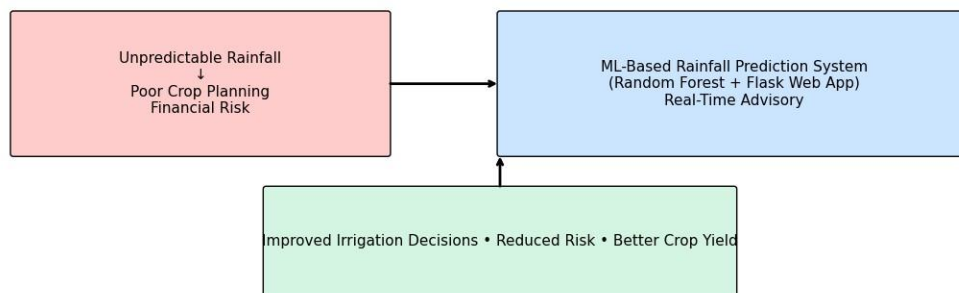 Unpredictable Rainfall
↓
Poor Crop Planning
Financial Risk
ML-Based Rainfall Prediction System
(Random Forest + Flask Web App)
Real-Time Advisory
Improved Irrigation Decisions • Reduced Risk • Better Crop Yield